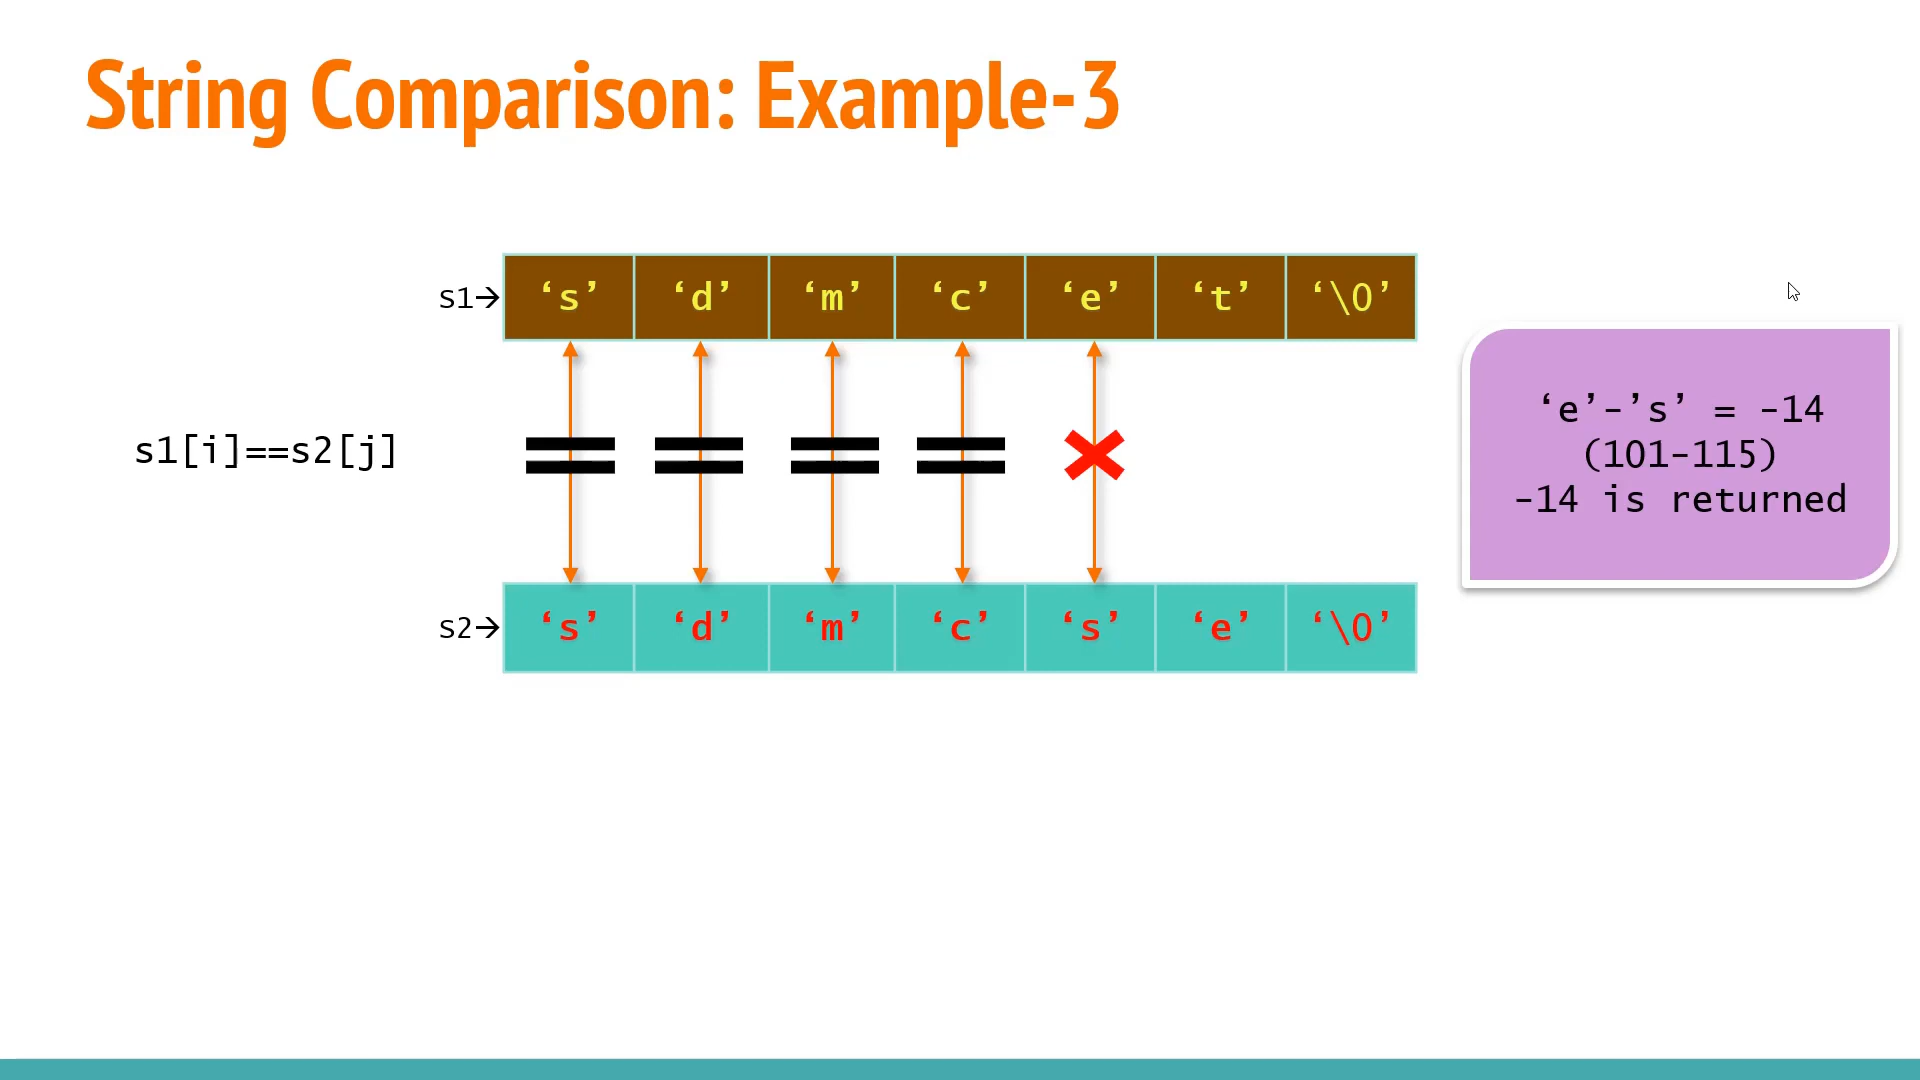 String Comparison: Example-3
s1→ ‘s’ ‘d’ ‘m’ ‘c’ ‘e’ ‘t’ ‘\0’
s1[i]==s2[j]
‘e’-’s’ = -14
(101-115)
-14 is returned
s2→ ‘s’ ‘d’ ‘m’ ‘c’ ‘s’ ‘e’ ‘\0’